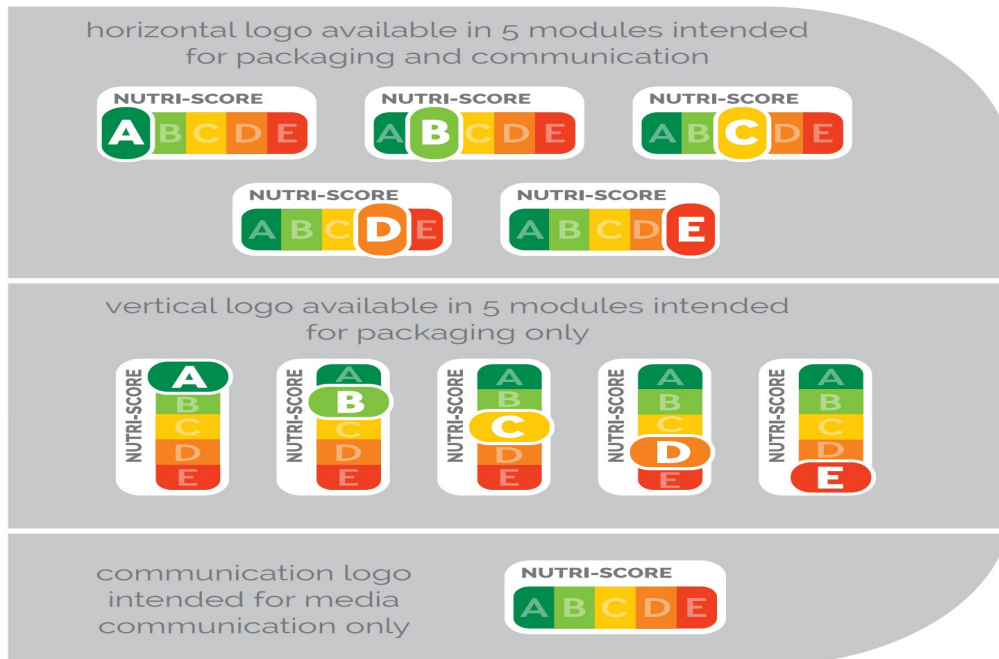 horizontal logo available in 5 modules intended
for packaging and communication
NUTRI-SCORE
A B C D E
NUTRI-SCORE
A B C D E
NUTRI-SCORE
A B C D E
NUTRI-SCORE
A B C D E
NUTRI-SCORE
A B C D E
vertical logo available in 5 modules intended
for packaging only
NUTRI-SCORE
A
B
C
D
E
NUTRI-SCORE
A
B
C
D
E
NUTRI-SCORE
A
B
C
D
E
NUTRI-SCORE
A
B
C
D
E
NUTRI-SCORE
A
B
C
D
E
communication logo
intended for media
communication only
NUTRI-SCORE
A B C D E